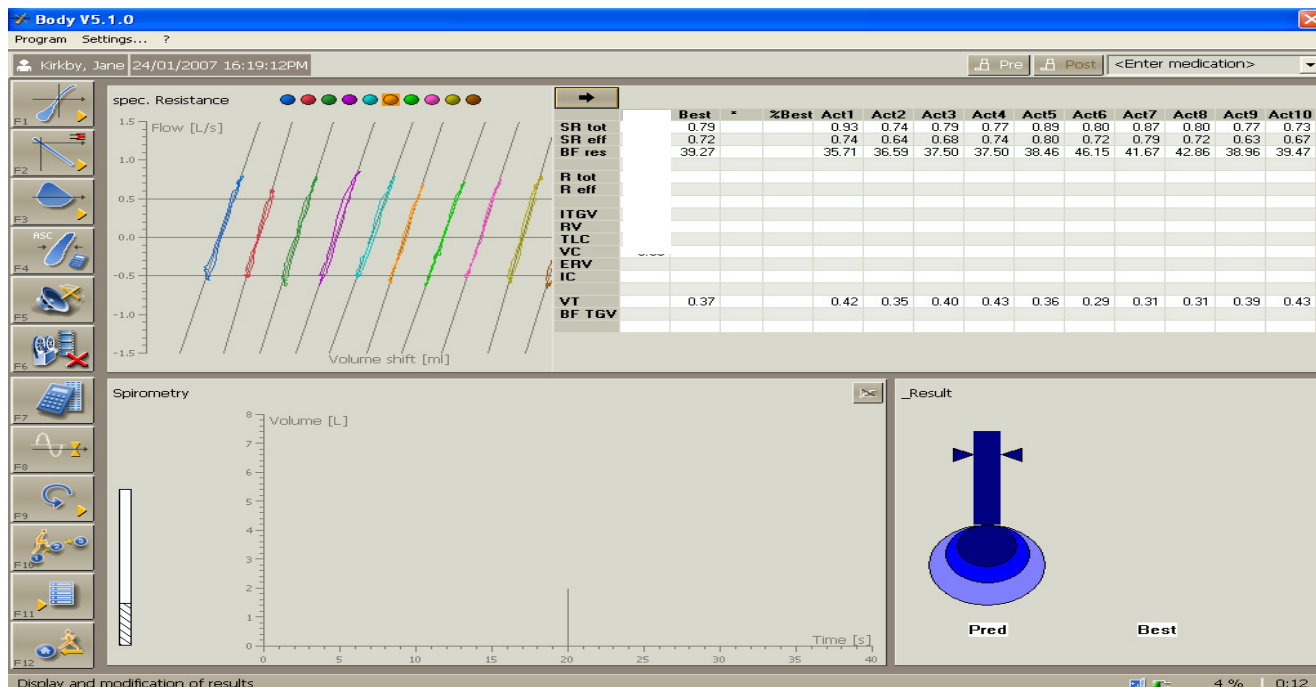 Body V5.1.0
Program Settings... ?
Kirkby, Jane 24/01/2007 16:19:12PM Pre Post <Enter medication>
F1
F2
F3
ASC
F4
F5
F6
F7
F8
F9
F10
F11
F12
spec. Resistance
Flow [L/s]
1.5
1.0
0.5
0.0
-0.5
-1.0
-1.5
Volume shift [ml]
Best * %Best Act1 Act2 Act3 Act4 Act5 Act6 Act7 Act8 Act9 Act10
SR tot 0.79 0.93 0.74 0.79 0.77 0.89 0.80 0.87 0.80 0.77 0.73
SR eff 0.72 0.74 0.64 0.68 0.74 0.80 0.72 0.79 0.72 0.63 0.67
BF res 39.27 35.71 36.59 37.50 37.50 38.46 46.15 41.67 42.86 38.96 39.47
R tot
R eff
ITGV
RV
TLC
VC
ERV
IC
VT 0.37 0.42 0.35 0.40 0.43 0.36 0.29 0.31 0.31 0.39 0.43
BF TGV
Spirometry
Volume [L]
8
7
6
5
4
3
2
1
0
0 5 10 15 20 25 30 35 40
Time [s]
_Result
Pred Best
Display and modification of results 4 % 0:12